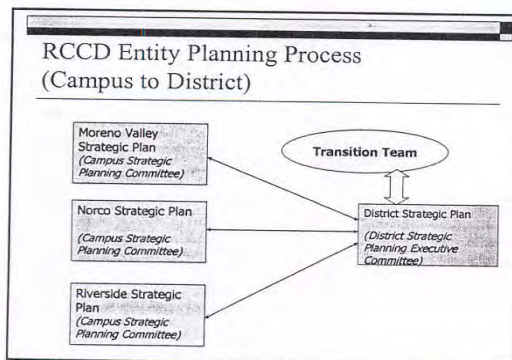 RCCD Entity Planning Process
(Campus to District)
Moreno Valley
Strategic Plan
(Campus Strategic
Planning Committee)
Transition Team
Norco Strategic Plan
(Campus Strategic
Planning Committee)
District Strategic Plan
(District Strategic
Planning Executive
Committee)
Riverside Strategic
Plan
(Campus Strategic
Planning Committee)